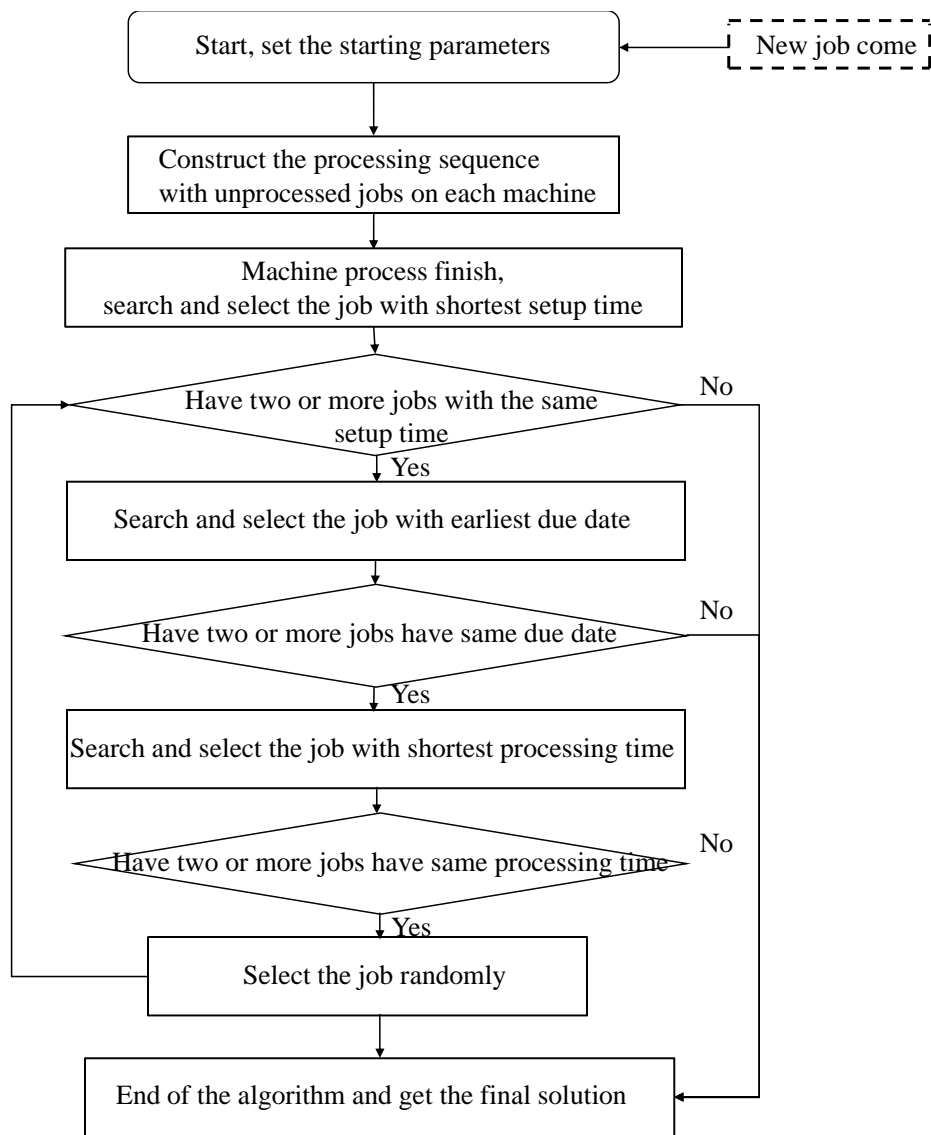 Start, set the starting parameters
New job come
Construct the processing sequence
with unprocessed jobs on each machine
Machine process finish,
search and select the job with shortest setup time
No
Have two or more jobs with the same
setup time
Yes
Search and select the job with earliest due date
No
Have two or more jobs have same due date
Yes
Search and select the job with shortest processing time
No
Have two or more jobs have same processing time
Yes
Select the job randomly
End of the algorithm and get the final solution